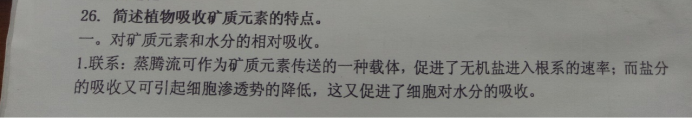 26. 简述植物吸收矿质元素的特点。
一。对矿质元素和水分的相对吸收。
1.联系：蒸腾流可作为矿质元素传送的一种载体，促进了无机盐进入根系的速率；而盐分
的吸收又可引起细胞渗透势的降低，这又促进了细胞对水分的吸收。